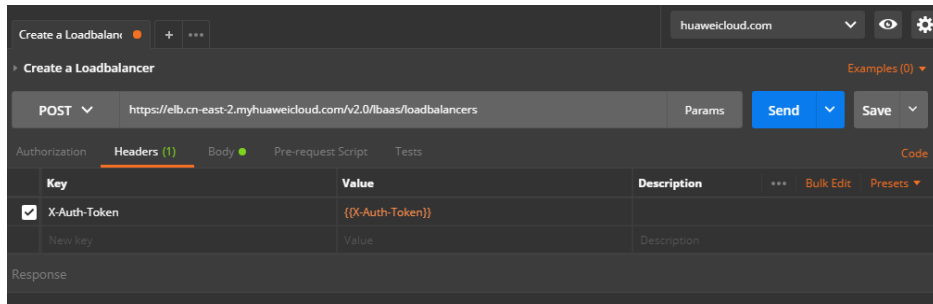 Create a Loadbalanc + ••• huaweicloud.com
Create a Loadbalancer Examples (0)
POST https://elb.cn-east-2.myhuaweicloud.com/v2.0/lbaas/loadbalancers Params Send Save
Authorization Headers (1) Body Pre-request Script Tests Code
Key Value Description ••• Bulk Edit Presets
X-Auth-Token {{X-Auth-Token}}
New key Value Description
Response